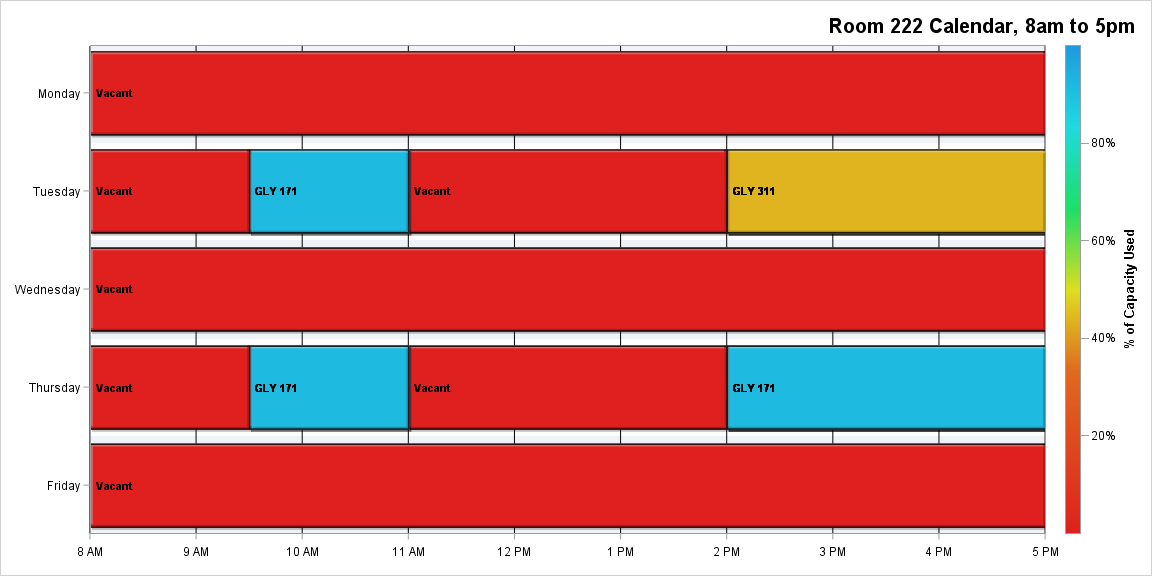 Room 222 Calendar, 8am to 5pm
Monday
Vacant
Tuesday
Vacant
GLY 171
Vacant
GLY 311
Wednesday
Vacant
Thursday
Vacant
GLY 171
Vacant
GLY 171
Friday
Vacant
8 AM
9 AM
10 AM
11 AM
12 PM
1 PM
2 PM
3 PM
4 PM
5 PM
80%
60%
40%
20%
% of Capacity Used